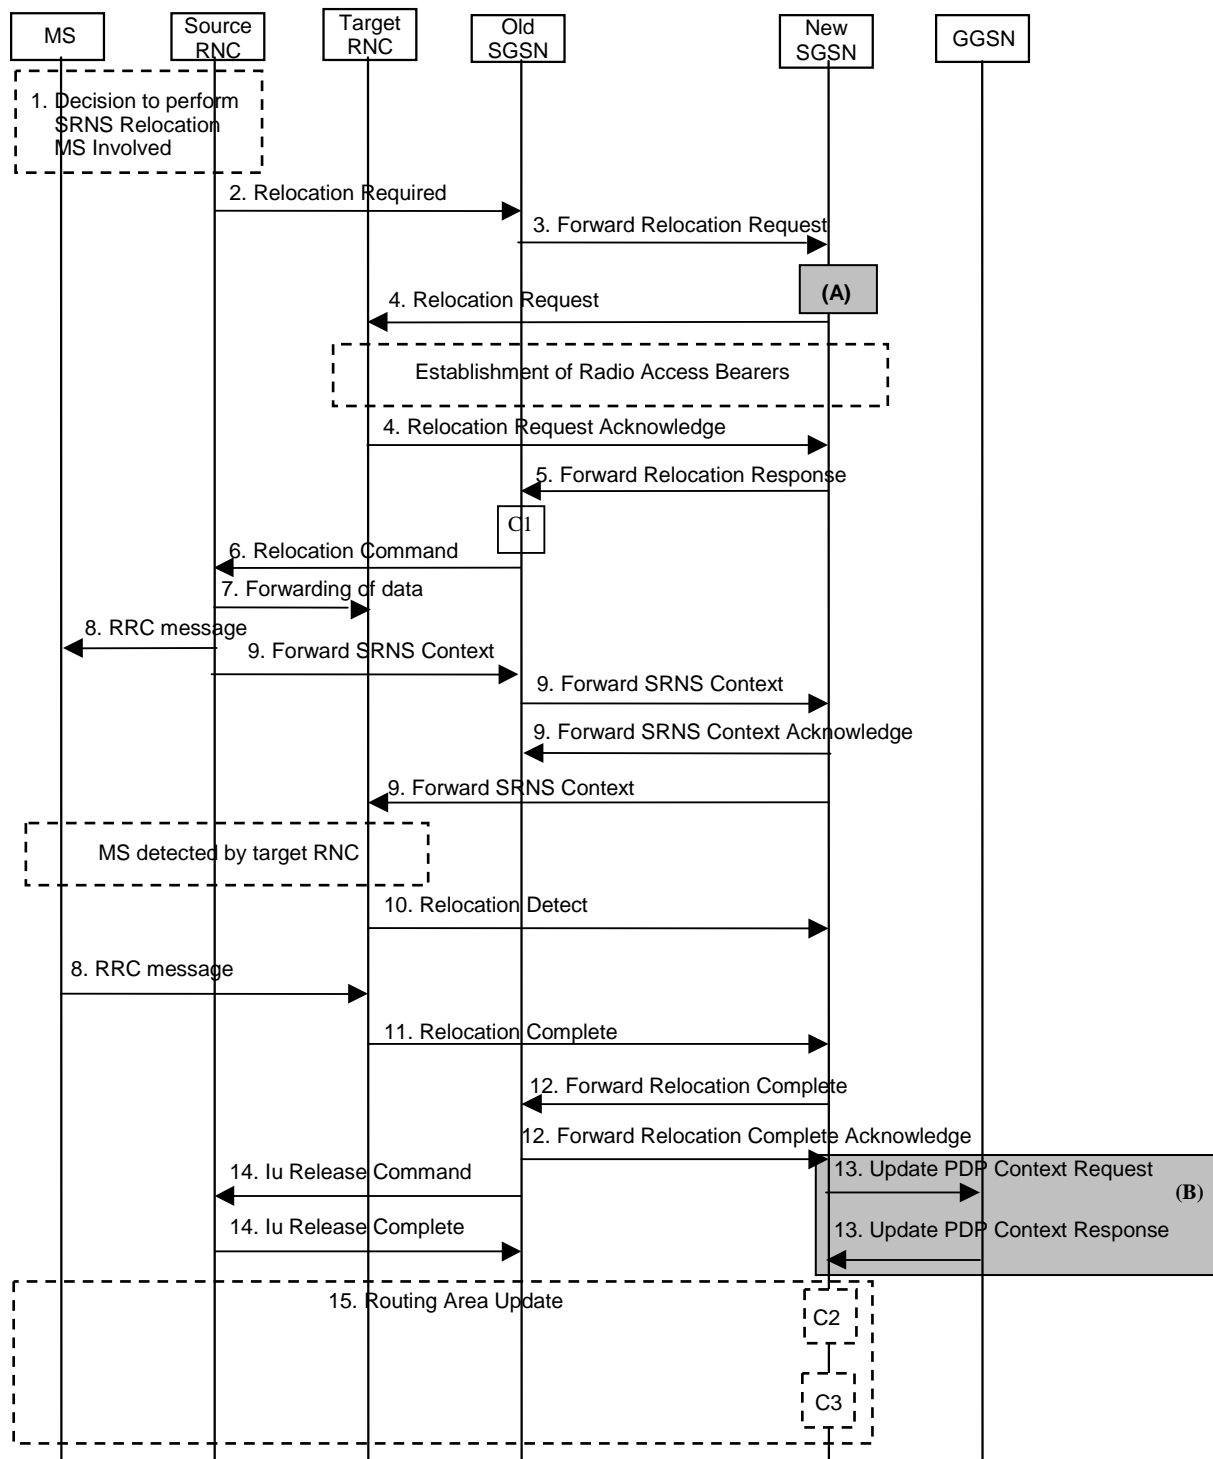 MS
Source
RNC
Target
RNC
Old
SGSN
New
SGSN
GGSN
1. Decision to perform
SRNS Relocation
MS Involved
2. Relocation Required
3. Forward Relocation Request
(A)
4. Relocation Request
Establishment of Radio Access Bearers
4. Relocation Request Acknowledge
5. Forward Relocation Response
C1
6. Relocation Command
7. Forwarding of data
8. RRC message
9. Forward SRNS Context
9. Forward SRNS Context
9. Forward SRNS Context Acknowledge
9. Forward SRNS Context
MS detected by target RNC
10. Relocation Detect
8. RRC message
11. Relocation Complete
12. Forward Relocation Complete
12. Forward Relocation Complete Acknowledge
14. Iu Release Command
13. Update PDP Context Request
(B)
14. Iu Release Complete
13. Update PDP Context Response
15. Routing Area Update
C2
C3